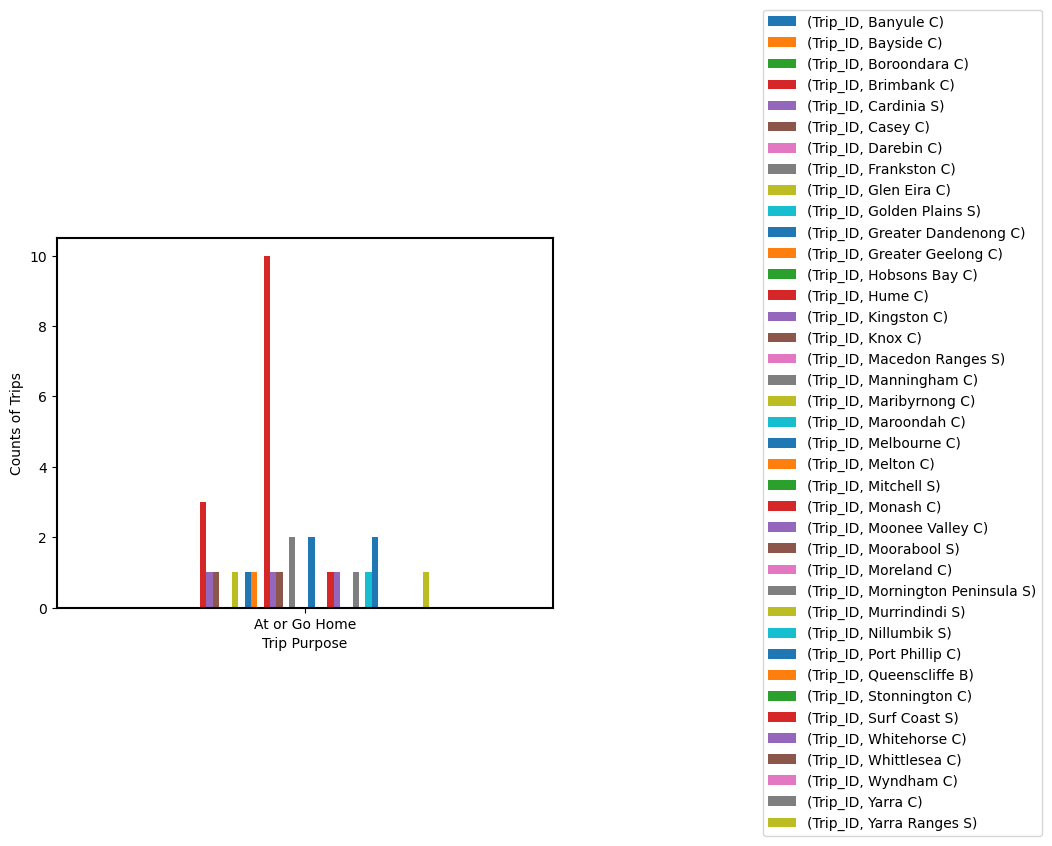 10
8
6
4
2
0
Counts of Trips
At or Go Home
Trip Purpose
(Trip_ID, Banyule C)
(Trip_ID, Bayside C)
(Trip_ID, Boroondara C)
(Trip_ID, Brimbank C)
(Trip_ID, Cardinia S)
(Trip_ID, Casey C)
(Trip_ID, Darebin C)
(Trip_ID, Frankston C)
(Trip_ID, Glen Eira C)
(Trip_ID, Golden Plains S)
(Trip_ID, Greater Dandenong C)
(Trip_ID, Greater Geelong C)
(Trip_ID, Hobsons Bay C)
(Trip_ID, Hume C)
(Trip_ID, Kingston C)
(Trip_ID, Knox C)
(Trip_ID, Macedon Ranges S)
(Trip_ID, Manningham C)
(Trip_ID, Maribyrnong C)
(Trip_ID, Maroondah C)
(Trip_ID, Melbourne C)
(Trip_ID, Melton C)
(Trip_ID, Mitchell S)
(Trip_ID, Monash C)
(Trip_ID, Moonee Valley C)
(Trip_ID, Moorabool S)
(Trip_ID, Moreland C)
(Trip_ID, Mornington Peninsula S)
(Trip_ID, Murrindindi S)
(Trip_ID, Nillumbik S)
(Trip_ID, Port Phillip C)
(Trip_ID, Queenscliffe B)
(Trip_ID, Stonnington C)
(Trip_ID, Surf Coast S)
(Trip_ID, Whitehorse C)
(Trip_ID, Whittlesea C)
(Trip_ID, Wyndham C)
(Trip_ID, Yarra C)
(Trip_ID, Yarra Ranges S)